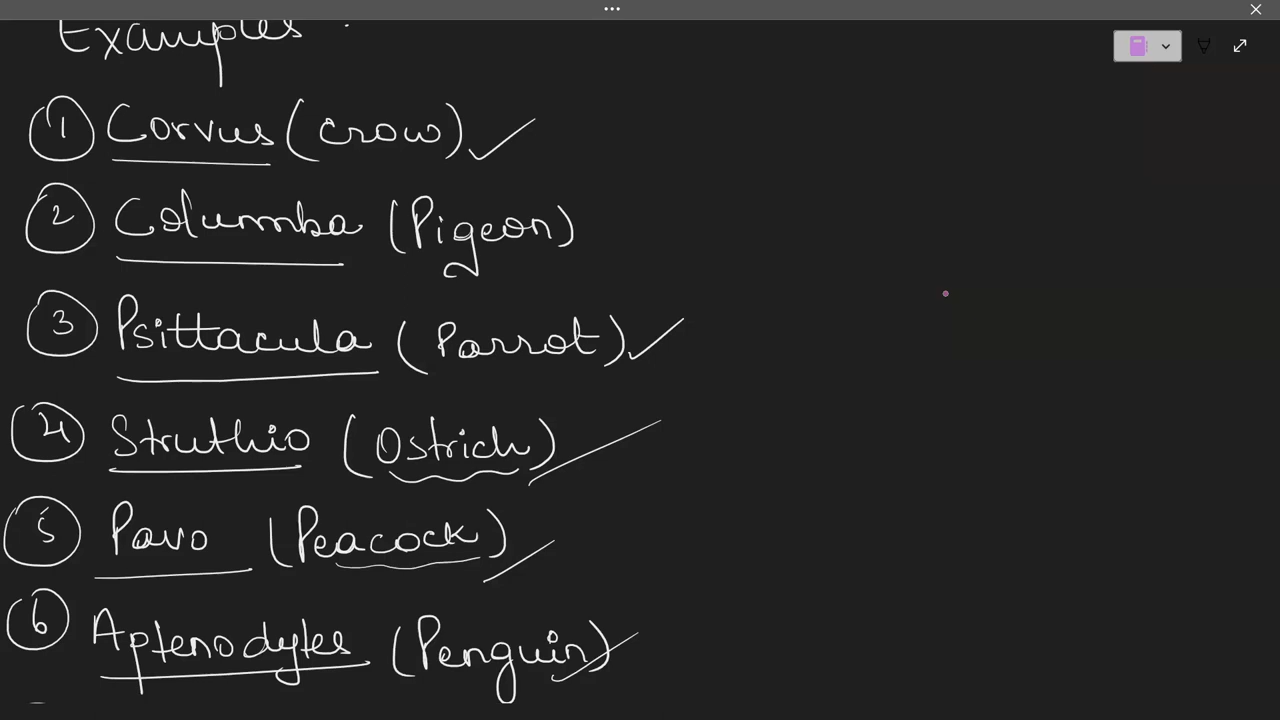 Examples :
① Corvus (Crow) ✓
② Columba (Pigeon)
③ Psittacula (Parrot) ✓
④ Struthio (Ostrich)
⑤ Pavo (Peacock)
⑥ Aptenodytes (Penguin)